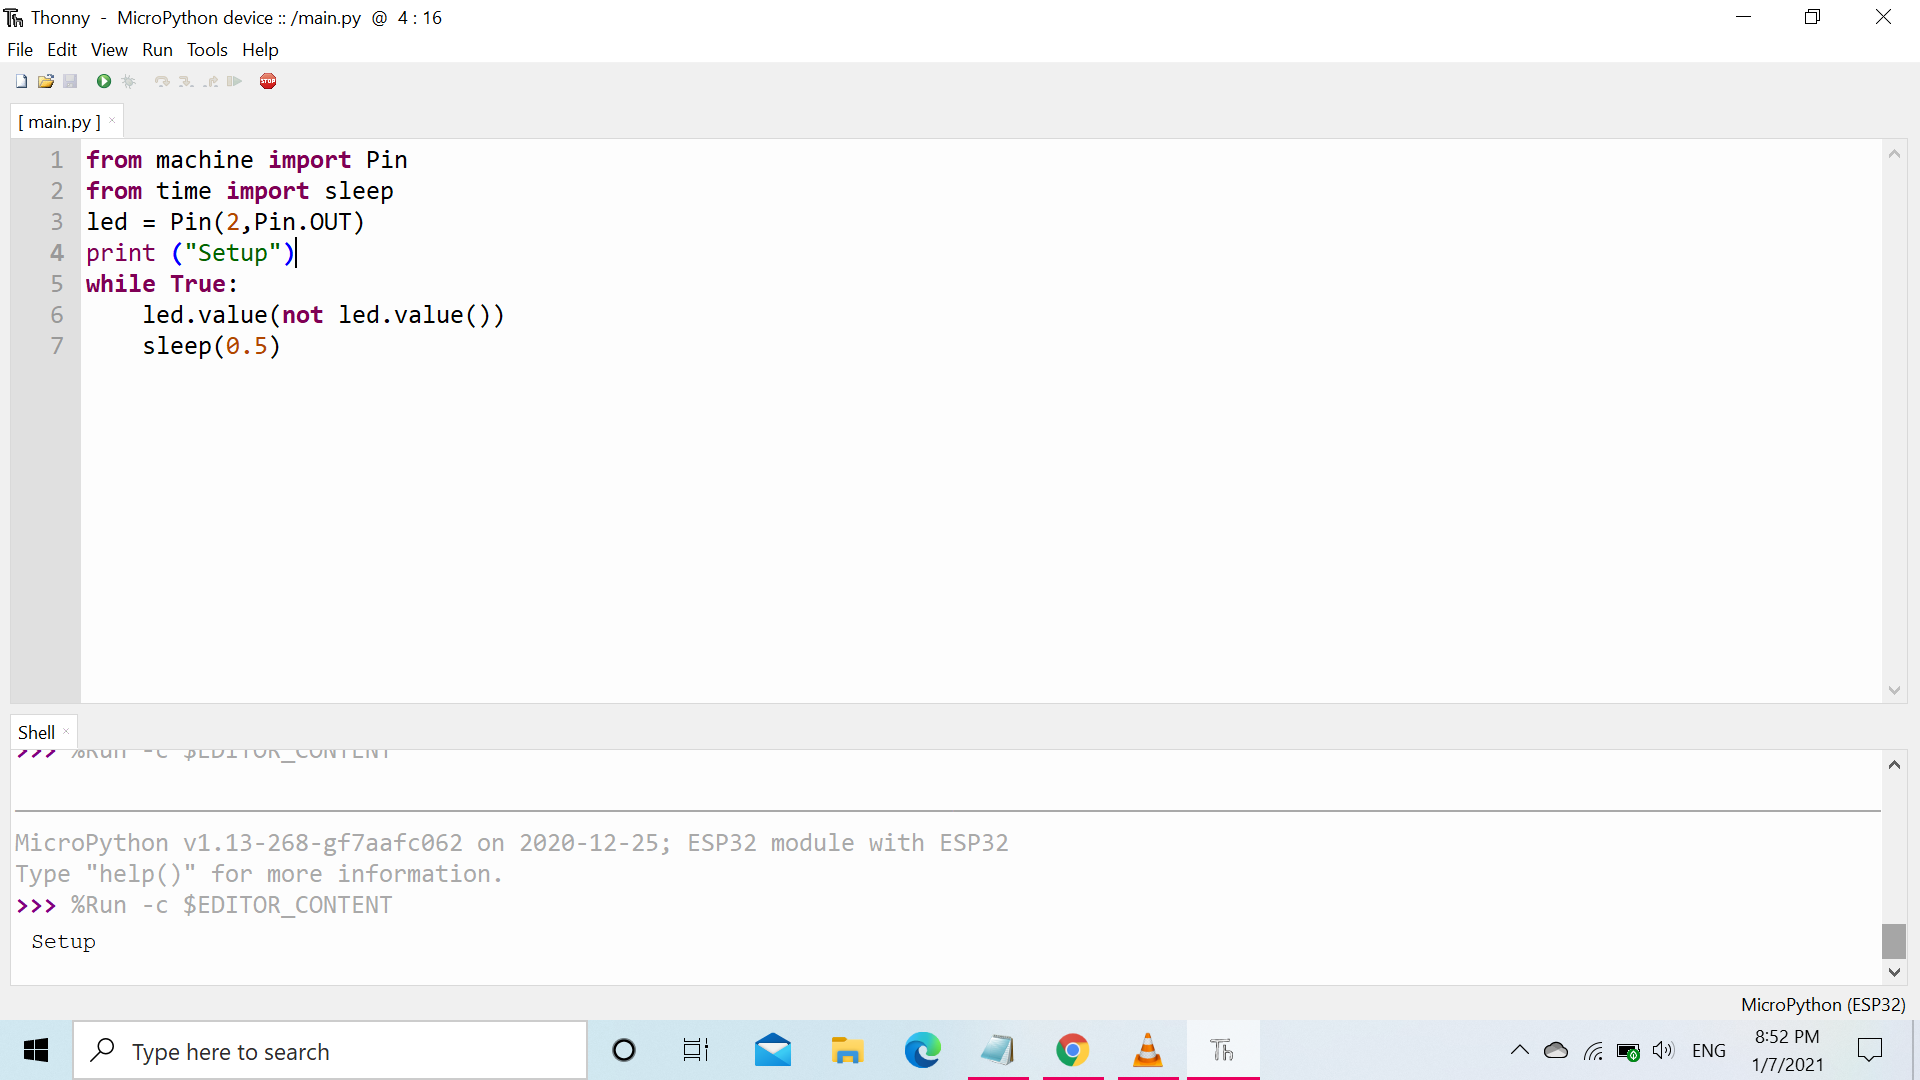 Thonny - MicroPython device :: /main.py @ 4 : 16
File Edit View Run Tools Help
STOP
[ main.py ] ×
1 from machine import Pin
2 from time import sleep
3 led = Pin(2,Pin.OUT)
4 print ("Setup")
5 while True:
6     led.value(not led.value())
7     sleep(0.5)
Shell ×
>>> %Run -c $EDITOR_CONTENT
MicroPython v1.13-268-gf7aafc062 on 2020-12-25; ESP32 module with ESP32
Type "help()" for more information.
>>> %Run -c $EDITOR_CONTENT
Setup
MicroPython (ESP32)
Type here to search
Th
ENG
8:52 PM
1/7/2021